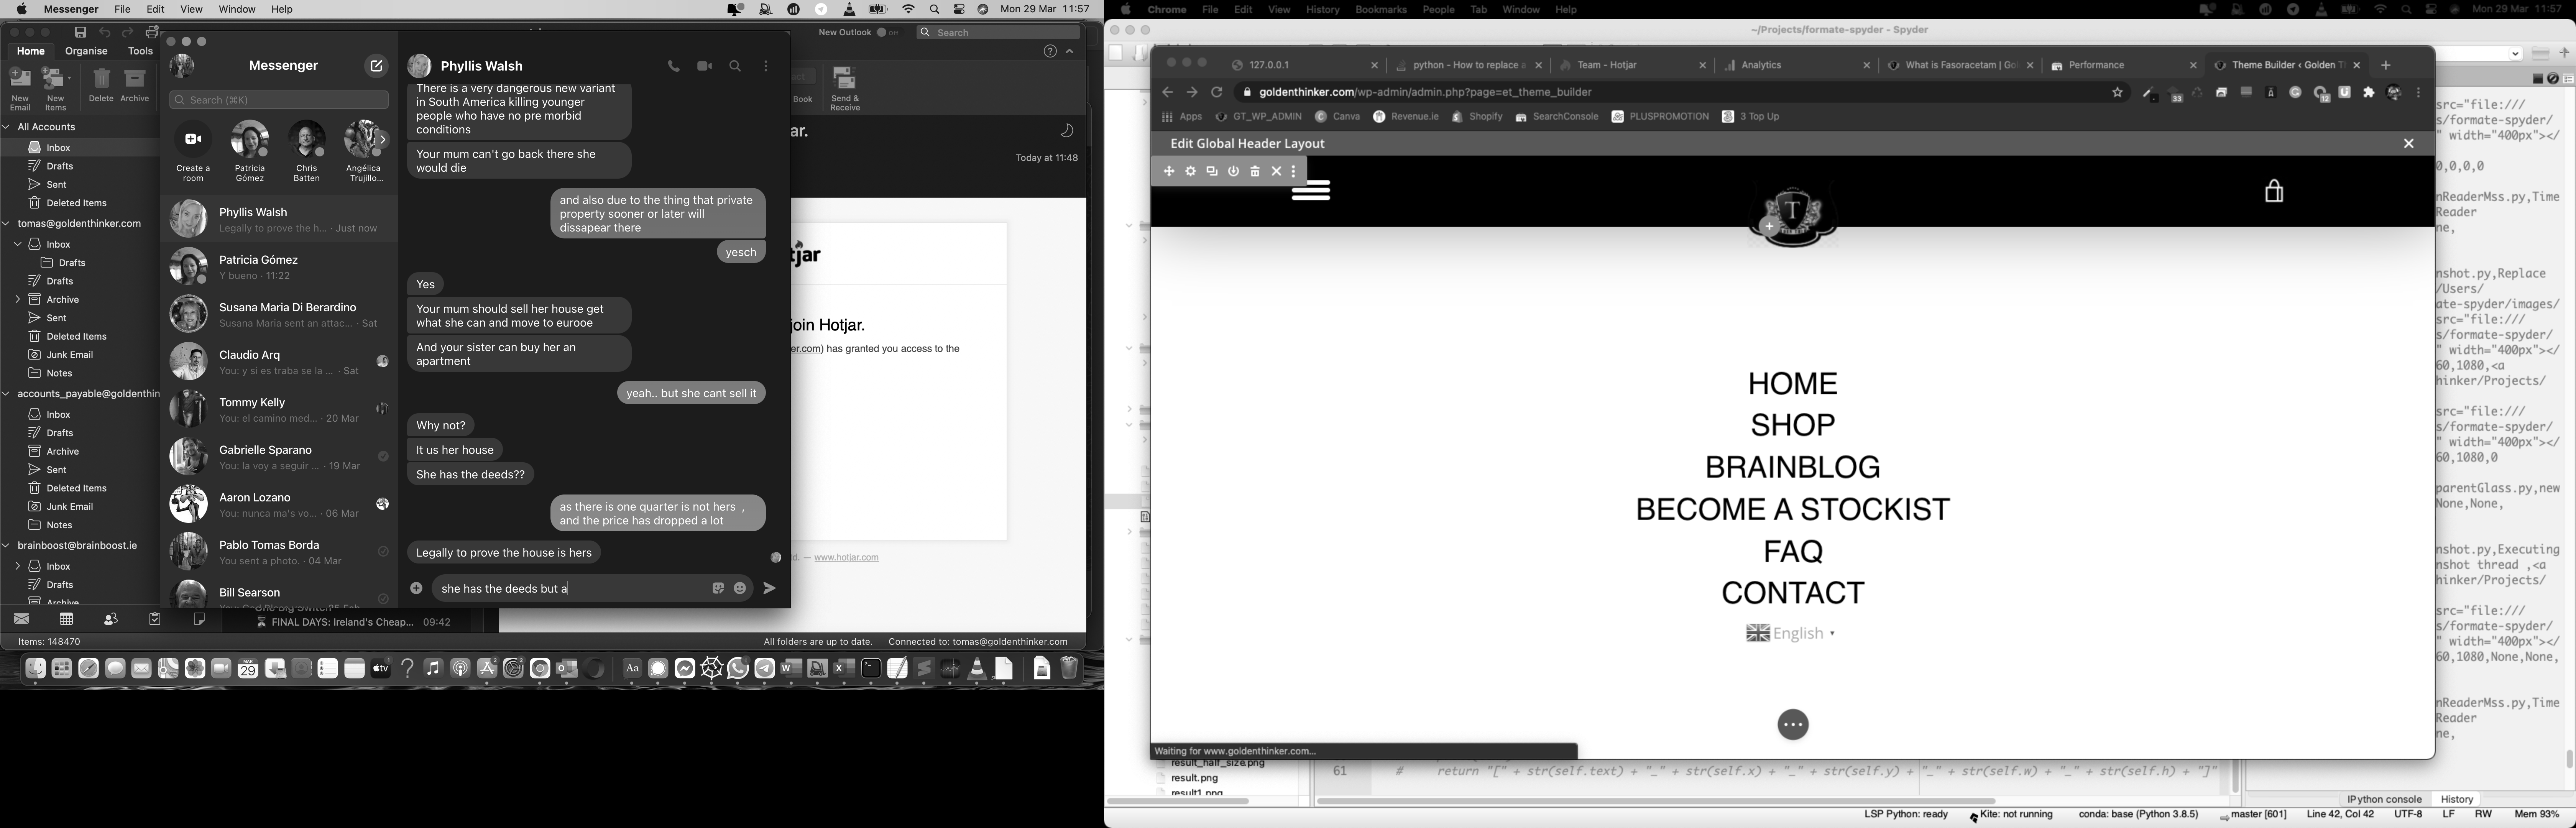 Messenger File Edit View Window Help
Mon 29 Mar 11:57
New Outlook
Search
Home Organise Tools
New Email
New Items
Delete
Archive
Book
Send & Receive
All Accounts
Inbox
Drafts
Sent
Deleted Items
tomas@goldenthinker.com
Inbox
Drafts
Drafts
Archive
Sent
Deleted Items
Junk Email
Notes
accounts_payable@goldenthin
Inbox
Drafts
Archive
Sent
Deleted Items
Junk Email
Notes
brainboost@brainboost.ie
Inbox
Drafts
Archive
Items: 148470
Messenger
Search (⌘K)
Create a room
Patricia Gómez
Chris Batten
Angélica Trujillo...
Phyllis Walsh
Legally to prove the h... · Just now
Patricia Gómez
Y bueno · 11:22
Susana Maria Di Berardino
Susana Maria sent an attac... · Sat
Claudio Arq
You: y si es traba se la ... · Sat
Tommy Kelly
You: el camino med... · 20 Mar
Gabrielle Sparano
You: la voy a seguir ... · 19 Mar
Aaron Lozano
You: nunca ma's vo... · 06 Mar
Pablo Tomas Borda
You sent a photo. · 04 Mar
Bill Searson
FINAL DAYS: Ireland's Cheap... 09:42
Phyllis Walsh
There is a very dangerous new variant
in South America killing younger
people who have no pre morbid
conditions
Your mum can't go back there she
would die
and also due to the thing that private
property sooner or later will
dissapear there
yesch
Yes
Your mum should sell her house get
what she can and move to eurooe
And your sister can buy her an
apartment
yeah.. but she cant sell it
Why not?
It us her house
She has the deeds??
as there is one quarter is not hers ,
and the price has dropped a lot
Legally to prove the house is hers
she has the deeds but a
ar.
Today at 11:48
tjar
join Hotjar.
er.com) has granted you access to the
td. — www.hotjar.com
All folders are up to date. Connected to: tomas@goldenthinker.com
Chrome File Edit View History Bookmarks People Tab Window Help
Mon 29 Mar 11:57
~/Projects/formate-spyder - Spyder
127.0.0.1
python - How to replace a
Team - Hotjar
Analytics
What is Fasoracetam | Go
Performance
Theme Builder ‹ Golden T
goldenthinker.com/wp-admin/admin.php?page=et_theme_builder
Apps GT_WP_ADMIN Canva Revenue.ie Shopify SearchConsole PLUSPROMOTION 3 Top Up
Edit Global Header Layout
T
HOME
SHOP
BRAINBLOG
BECOME A STOCKIST
FAQ
CONTACT
English
Waiting for www.goldenthinker.com...
result_half_size.png
result.png
result1.png
61 # return "[" + str(self.text) + "_" + str(self.x) + "_" + str(self.y) + "_" + str(self.w) + "_" + str(self.h) + "]"
src="file:///
s/formate-spyder/
" width="400px"></
0,0,0,0
nReaderMss.py,Time
Reader
ne,
nshot.py,Replace
/Users/
ate-spyder/images/
src="file:///
s/formate-spyder/
" width="400px"></
60,1080,<a
hinker/Projects/
src="file:///
s/formate-spyder/
" width="400px"></
60,1080,0
parentGlass.py,new
None,None,
nshot.py,Executing
nshot thread ,<a
hinker/Projects/
src="file:///
s/formate-spyder/
" width="400px"></
60,1080,None,None,
nReaderMss.py,Time
Reader
ne,
IPython console History
LSP Python: ready Kite: not running conda: base (Python 3.8.5) master [601] Line 42, Col 42 UTF-8 LF RW Mem 93%